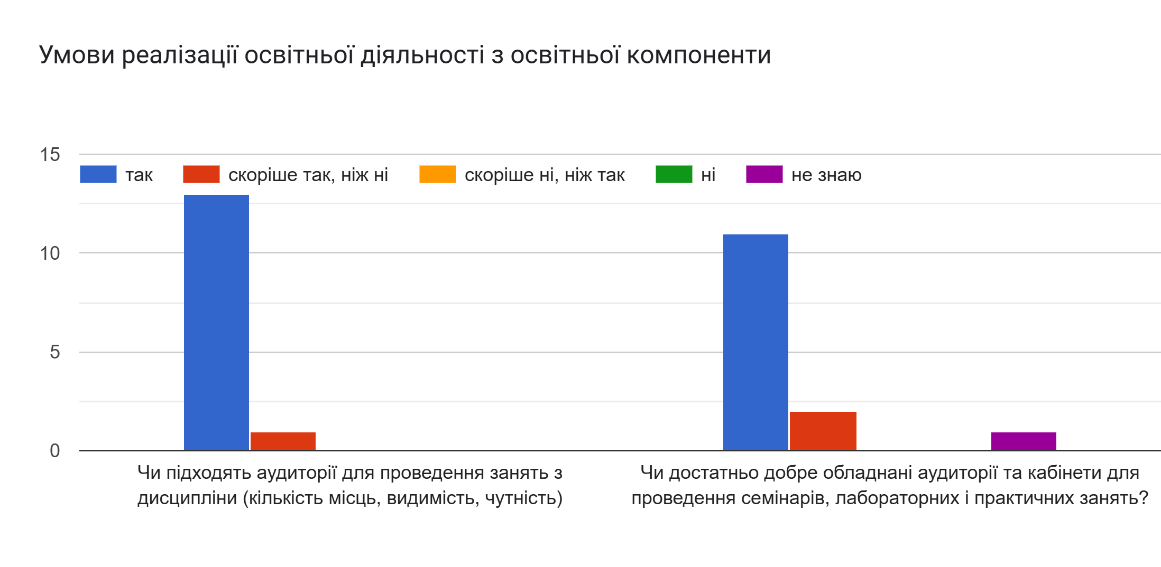 Умови реалізації освітньої діяльності з освітньої компоненти
15
так
скоріше так, ніж ні
скоріше ні, ніж так
ні
не знаю
10
5
0
Чи підходять аудиторії для проведення занять з
дисципліни (кількість місць, видимість, чутність)
Чи достатньо добре обладнані аудиторії та кабінети для
проведення семінарів, лабораторних і практичних занять?